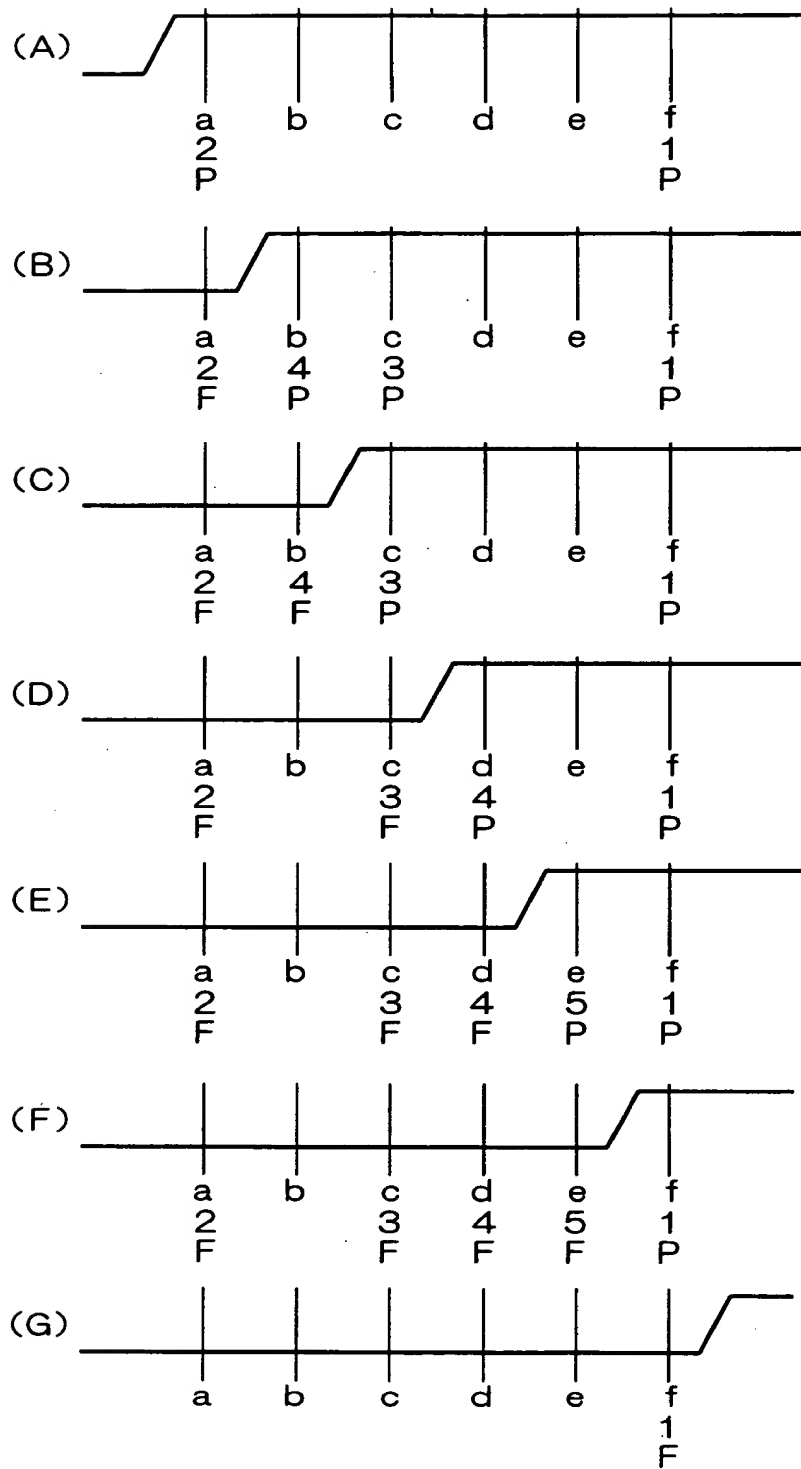 (A)
a b c d e f
2 1
P P
(B)
a b c d e f
2 4 3 1
F P P P
(C)
a b c d e f
2 4 3 1
F F P P
(D)
a b c d e f
2 3 4 1
F F P P
(E)
a b c d e f
2 3 4 5 1
F F F P P
(F)
a b c d e f
2 3 4 5 1
F F F F P
(G)
a b c d e f
1
F